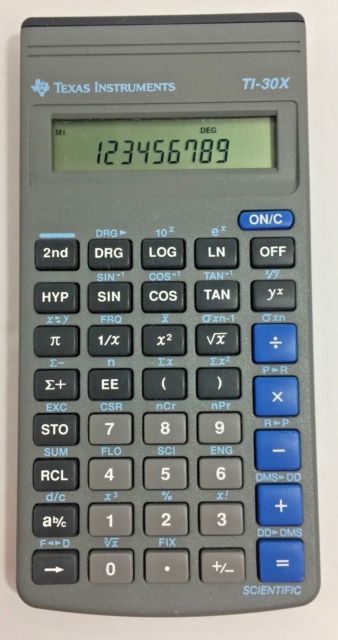 TEXAS INSTRUMENTS TI-30X
M1 DEG
123456789
ON/C
DRG► 10ˣ eˣ
2nd DRG LOG LN OFF
SIN⁻¹ COS⁻¹ TAN⁻¹ ˣ√y
HYP SIN COS TAN yˣ
x⇆y FRQ x̄ σxn-1 σxn
π 1/x x² √x ÷
Σ− n Σx Σx² P►R
Σ+ EE ( ) ×
EXC CSR nCr nPr R►P
STO 7 8 9 −
SUM FLO SCI ENG DMS►DD
RCL 4 5 6 +
d/c x³ % x! DD►DMS
ab/c 1 2 3 =
F◄►D ³√x FIX
→ 0 . +/−
SCIENTIFIC